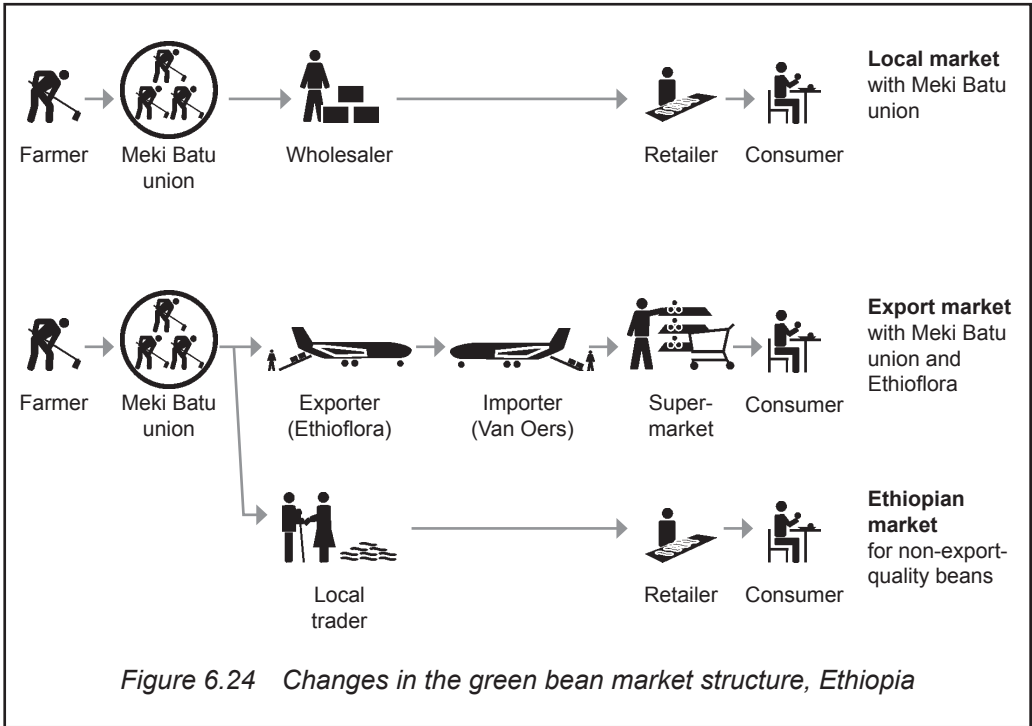 Local market
with Meki Batu
union
Farmer
Meki Batu
union
Wholesaler
Retailer
Consumer
Export market
with Meki Batu
union and
Ethioflora
Farmer
Meki Batu
union
Exporter
(Ethioflora)
Importer
(Van Oers)
Super-
market
Consumer
Ethiopian
market
for non-export-
quality beans
Local
trader
Retailer
Consumer
Figure 6.24 Changes in the green bean market structure, Ethiopia